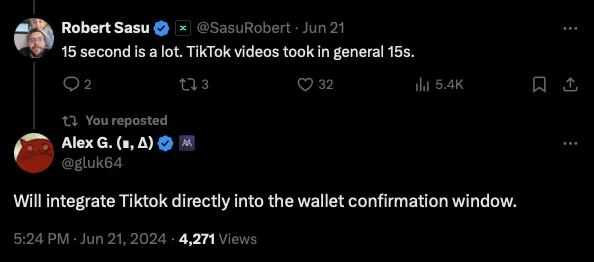 Robert Sasu @SasuRobert · Jun 21
15 second is a lot. TikTok videos took in general 15s.
2 3 32 5.4K
You reposted
Alex G. (∎, Δ)
@gluk64
Will integrate Tiktok directly into the wallet confirmation window.
5:24 PM · Jun 21, 2024 · 4,271 Views